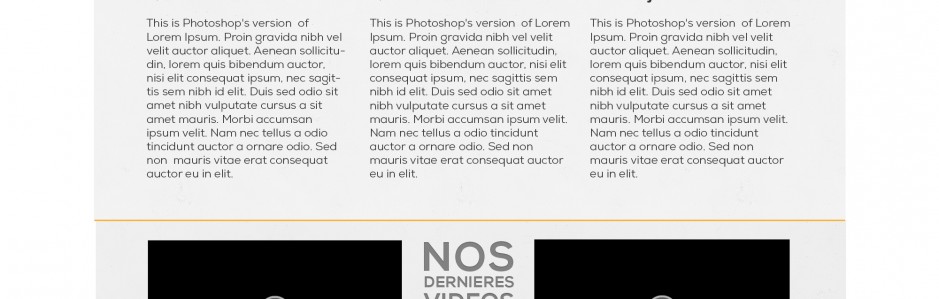 This is Photoshop's version  of
Lorem Ipsum. Proin gravida nibh vel
velit auctor aliquet. Aenean sollicitu-
din, lorem quis bibendum auctor,
nisi elit consequat ipsum, nec sagit-
tis sem nibh id elit. Duis sed odio sit
amet nibh vulputate cursus a sit
amet mauris. Morbi accumsan
ipsum velit. Nam nec tellus a odio
tincidunt auctor a ornare odio. Sed
non  mauris vitae erat consequat
auctor eu in elit.
This is Photoshop's version  of Lorem
Ipsum. Proin gravida nibh vel velit
auctor aliquet. Aenean sollicitudin,
lorem quis bibendum auctor, nisi elit
consequat ipsum, nec sagittis sem
nibh id elit. Duis sed odio sit amet
nibh vulputate cursus a sit amet
mauris. Morbi accumsan ipsum velit.
Nam nec tellus a odio tincidunt
auctor a ornare odio. Sed non
mauris vitae erat consequat auctor
eu in elit.
This is Photoshop's version  of Lorem
Ipsum. Proin gravida nibh vel velit
auctor aliquet. Aenean sollicitudin,
lorem quis bibendum auctor, nisi elit
consequat ipsum, nec sagittis sem
nibh id elit. Duis sed odio sit amet
nibh vulputate cursus a sit amet
mauris. Morbi accumsan ipsum velit.
Nam nec tellus a odio tincidunt
auctor a ornare odio. Sed non
mauris vitae erat consequat auctor
eu in elit.
NOS
DERNIERES
VIDEOS